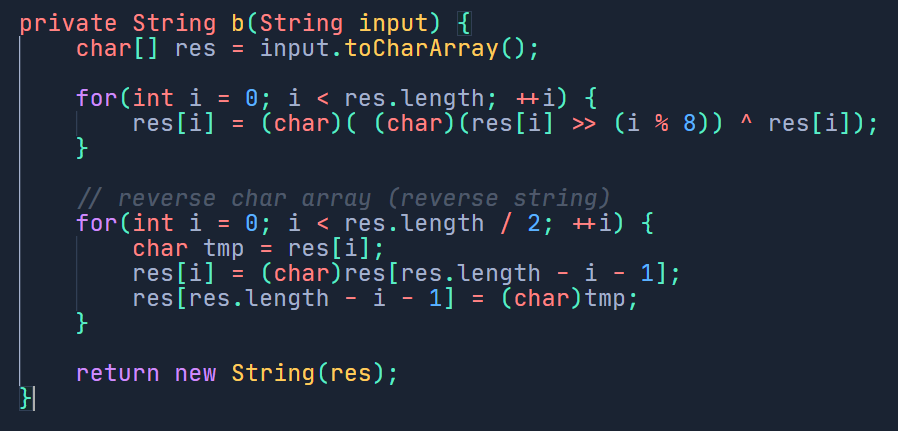 private String b(String input) {
    char[] res = input.toCharArray();

    for(int i = 0; i < res.length; ++i) {
        res[i] = (char)( (char)(res[i] >> (i % 8)) ^ res[i]);
    }

    // reverse char array (reverse string)
    for(int i = 0; i < res.length / 2; ++i) {
        char tmp = res[i];
        res[i] = (char)res[res.length - i - 1];
        res[res.length - i - 1] = (char)tmp;
    }

    return new String(res);
}